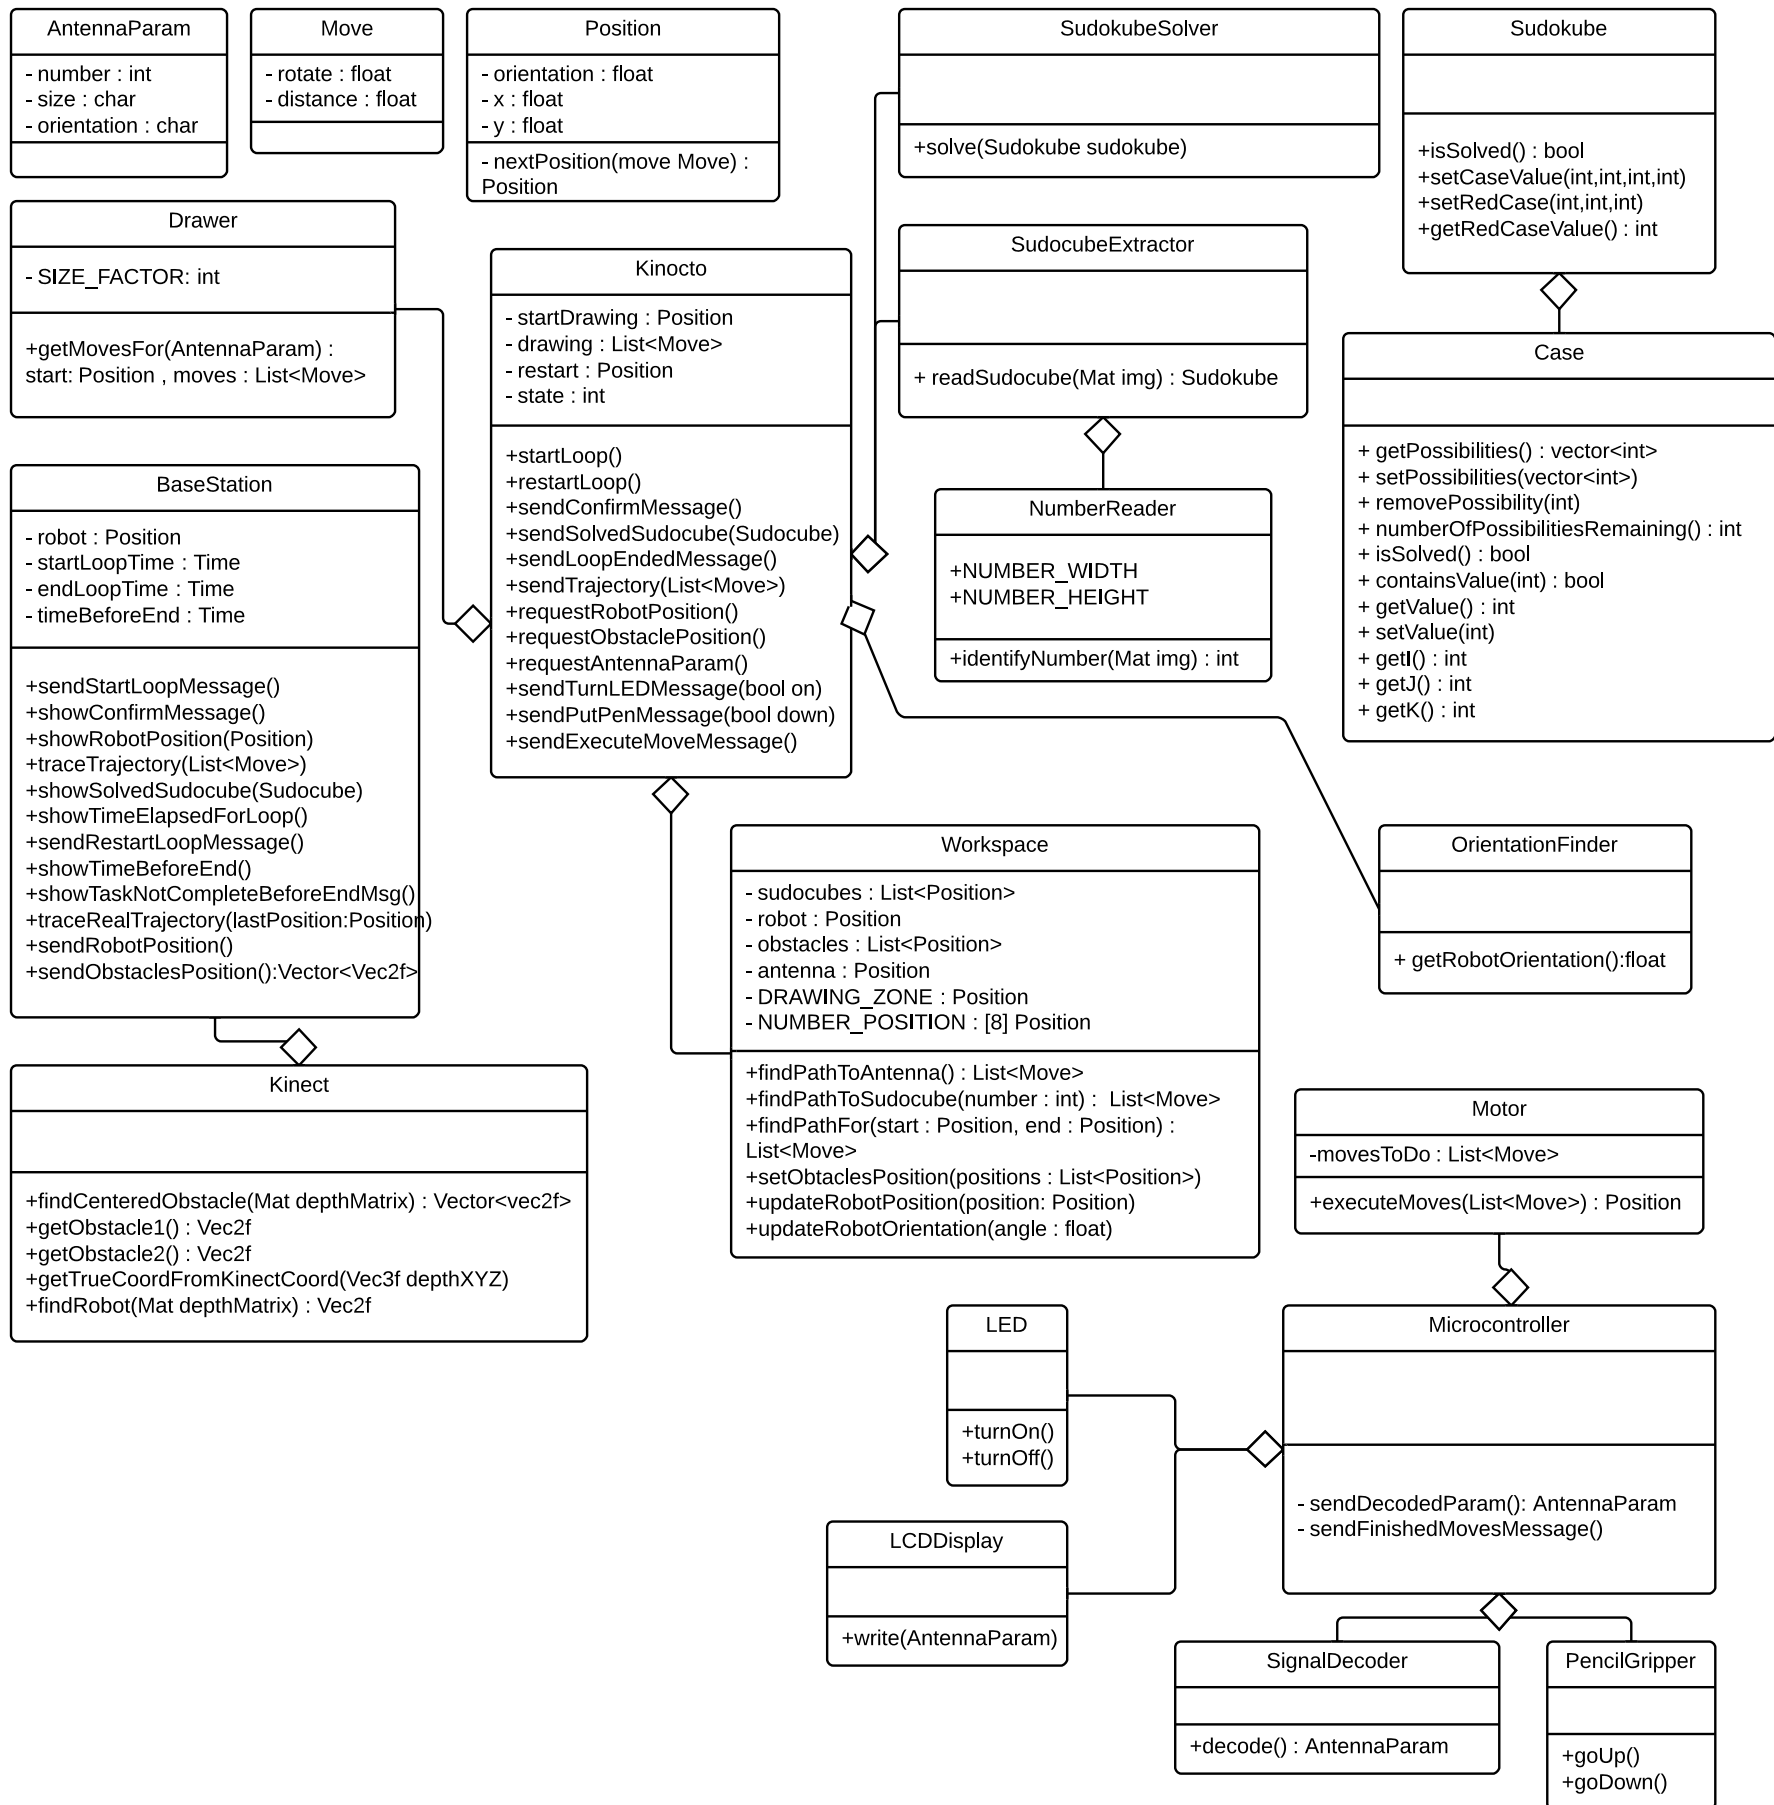 AntennaParam
- number : int
- size : char
- orientation : char
Move
- rotate : float
- distance : float
Position
- orientation : float
- x : float
- y : float
- nextPosition(move Move) :
Position
SudokubeSolver
+solve(Sudokube sudokube)
Sudokube
+isSolved() : bool
+setCaseValue(int,int,int,int)
+setRedCase(int,int,int)
+getRedCaseValue() : int
Drawer
- SIZE_FACTOR: int
+getMovesFor(AntennaParam) :
start: Position , moves : List<Move>
Kinocto
- startDrawing : Position
- drawing : List<Move>
- restart : Position
- state : int
+startLoop()
+restartLoop()
+sendConfirmMessage()
+sendSolvedSudocube(Sudocube)
+sendLoopEndedMessage()
+sendTrajectory(List<Move>)
+requestRobotPosition()
+requestObstaclePosition()
+requestAntennaParam()
+sendTurnLEDMessage(bool on)
+sendPutPenMessage(bool down)
+sendExecuteMoveMessage()
SudocubeExtractor
+ readSudocube(Mat img) : Sudokube
NumberReader
+NUMBER_WIDTH
+NUMBER_HEIGHT
+identifyNumber(Mat img) : int
Case
+ getPossibilities() : vector<int>
+ setPossibilities(vector<int>)
+ removePossibility(int)
+ numberOfPossibilitiesRemaining() : int
+ isSolved() : bool
+ containsValue(int) : bool
+ getValue() : int
+ setValue(int)
+ getI() : int
+ getJ() : int
+ getK() : int
BaseStation
- robot : Position
- startLoopTime : Time
- endLoopTime : Time
- timeBeforeEnd : Time
+sendStartLoopMessage()
+showConfirmMessage()
+showRobotPosition(Position)
+traceTrajectory(List<Move>)
+showSolvedSudocube(Sudocube)
+showTimeElapsedForLoop()
+sendRestartLoopMessage()
+showTimeBeforeEnd()
+showTaskNotCompleteBeforeEndMsg()
+traceRealTrajectory(lastPosition:Position)
+sendRobotPosition()
+sendObstaclesPosition():Vector<Vec2f>
Workspace
- sudocubes : List<Position>
- robot : Position
- obstacles : List<Position>
- antenna : Position
- DRAWING_ZONE : Position
- NUMBER_POSITION : [8] Position
+findPathToAntenna() : List<Move>
+findPathToSudocube(number : int) :  List<Move>
+findPathFor(start : Position, end : Position) :
List<Move>
+setObtaclesPosition(positions : List<Position>)
+updateRobotPosition(position: Position)
+updateRobotOrientation(angle : float)
OrientationFinder
+ getRobotOrientation():float
Kinect
+findCenteredObstacle(Mat depthMatrix) : Vector<vec2f>
+getObstacle1() : Vec2f
+getObstacle2() : Vec2f
+getTrueCoordFromKinectCoord(Vec3f depthXYZ)
+findRobot(Mat depthMatrix) : Vec2f
Motor
-movesToDo : List<Move>
+executeMoves(List<Move>) : Position
LED
+turnOn()
+turnOff()
Microcontroller
- sendDecodedParam(): AntennaParam
- sendFinishedMovesMessage()
LCDDisplay
+write(AntennaParam)
SignalDecoder
+decode() : AntennaParam
PencilGripper
+goUp()
+goDown()